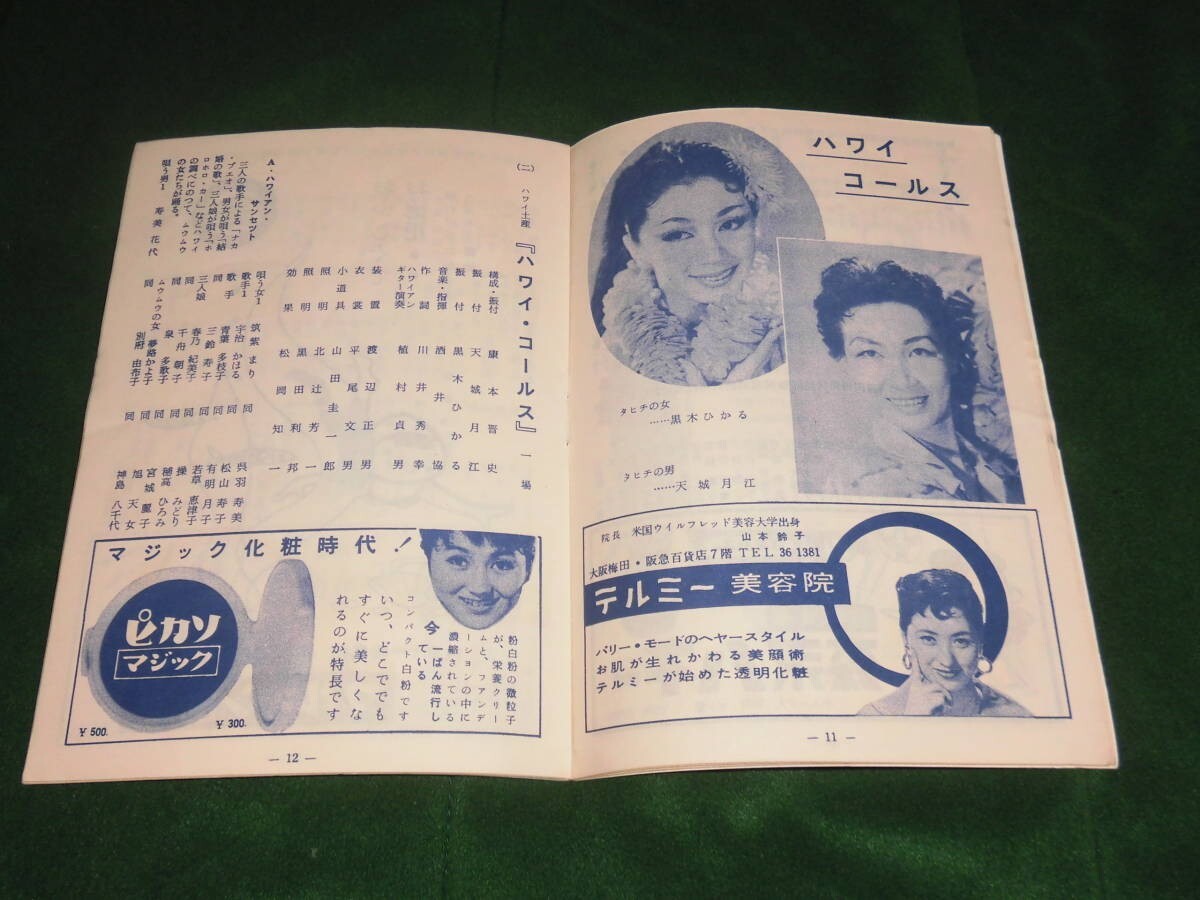 ハワイ
コールス
タヒチの女
……黒木ひかる
タヒチの男
……天城月江
院長 米国ウイルフレッド美容大学出身
山本鈴子
大阪梅田・阪急百貨店7階 TEL 36 1381
テルミー美容院
パリー・モードのヘヤースタイル
お肌が生れかわる美顔術
テルミーが始めた透明化粧
— 11 —
(二) ハワイ土産 『ハワイ・コールス』 一場
構成・振付 康本晋史
振付 天城月江
振付 黒木ひかる
音楽・指揮 酒井協
作詞 川井秀幸
ハワイアンギター演奏 植村貞男
装置 渡辺正男
衣裳 平尾文男
小道具 山田圭一郎
照明 北辻芳一
照明 黒田利邦
効果 松岡知一
A・ハワイアン・
サンセット
三人の歌手による「ナカ
・プエオ」、男女が唄う「結
婚の歌」、三人娘が唄う「ホ
ロホロ・カー」などハワイ
の調べにのつて、ムウムウ
の女たちが踊る。
唄う男1 寿美花代
唄う女1 筑紫まり
歌手1 宇治かほる
歌手 青葉多枝子
同 三鈴寿子
三人娘 春乃紀美子
同 千舟朝子
同 泉多歌子
ムウムウの女 夢路かよ子
同 別府由布子
同 呉羽寿美
同 松山寿子
同 有明月子
同 若草恵津子
同 操みどり
同 穂高ひろみ
同 宮城麗子
同 旭天女
同 神島八千代
マジック化粧時代!
ピカソ
マジック
¥500.
¥300.
粉白粉の微粒子
が、栄養クリー
ムと、フアンデ
ーションの中に
濃縮されている
今一ばん流行し
ている
コンパクト白粉です
いつ、どこででも
すぐに美しくな
れるのが、特長です
— 12 —